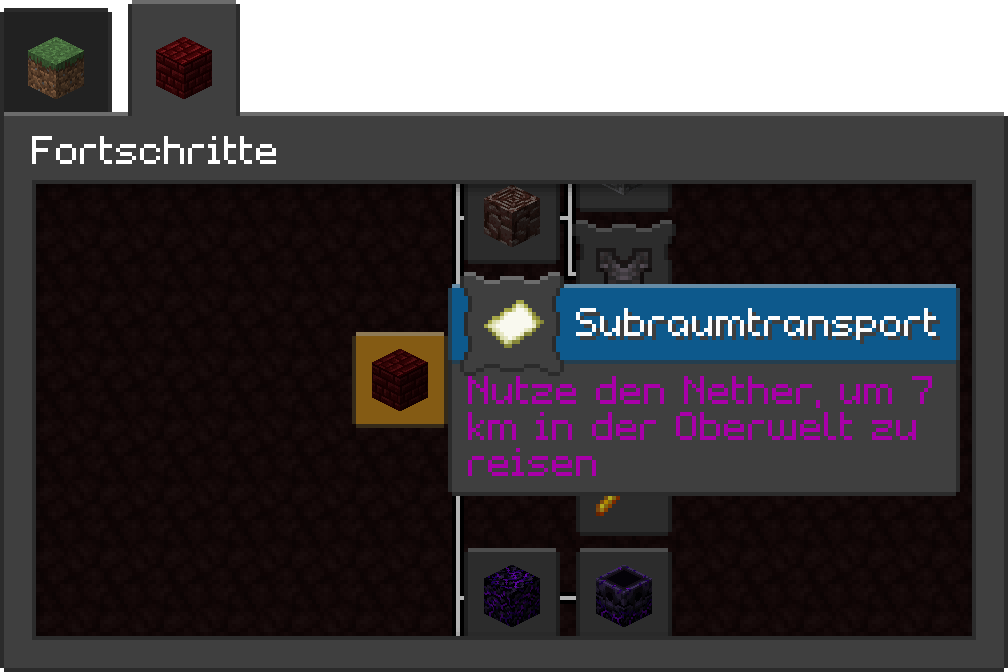 Fortschritte
Subraumtransport
Nutze den Nether, um 7
km in der Oberwelt zu
reisen